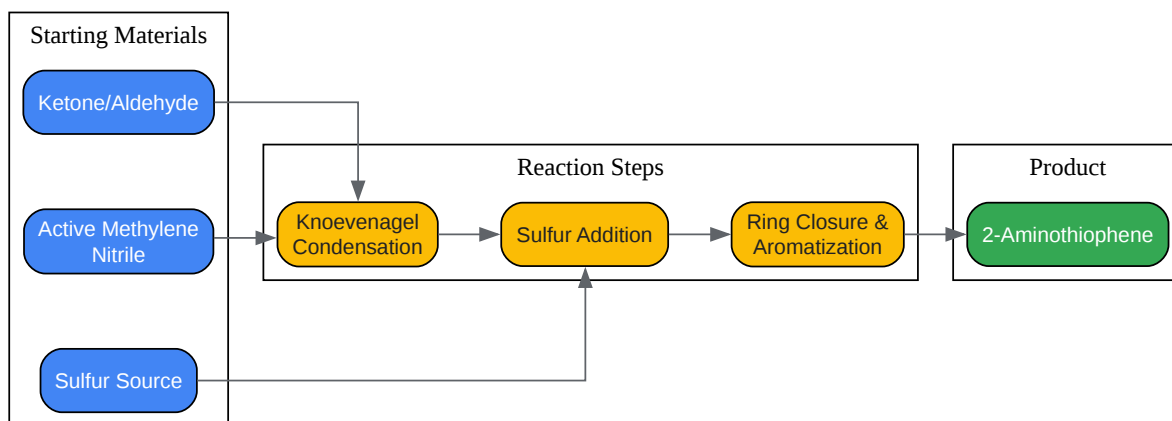 Starting Materials
Ketone/Aldehyde
Active Methylene
Nitrile
Sulfur Source
Reaction Steps
Knoevenagel
Condensation
Sulfur Addition
Ring Closure &
Aromatization
Product
2-Aminothiophene